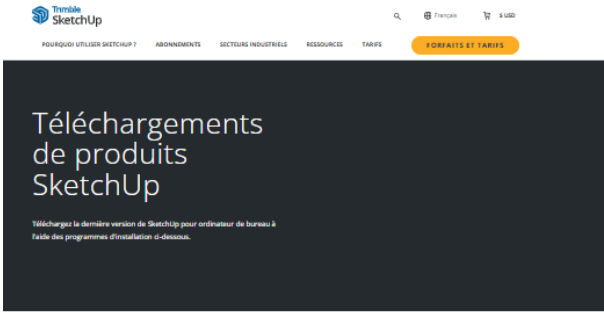 Trimble
SketchUp
Français
$ USD
POURQUOI UTILISER SKETCHUP ?
ABONNEMENTS
SECTEURS INDUSTRIELS
RESSOURCES
TARIFS
FORFAITS ET TARIFS
Téléchargements
de produits
SketchUp
Téléchargez la dernière version de SketchUp pour ordinateur de bureau à
l'aide des programmes d'installation ci-dessous.